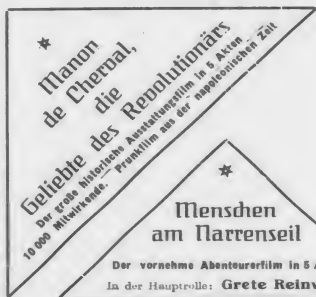 Manon
de Cherval,
die
Geliebte des Revolutionärs
Der große historische Ausstattungsfilm in 5 Akten
10 000 Mitwirkende. Prunkfilm aus der napoleonischen Zeit
Menschen
am Narrenseil
Der vornehme Abenteurerfilm in 5
In der Hauptrolle: Grete